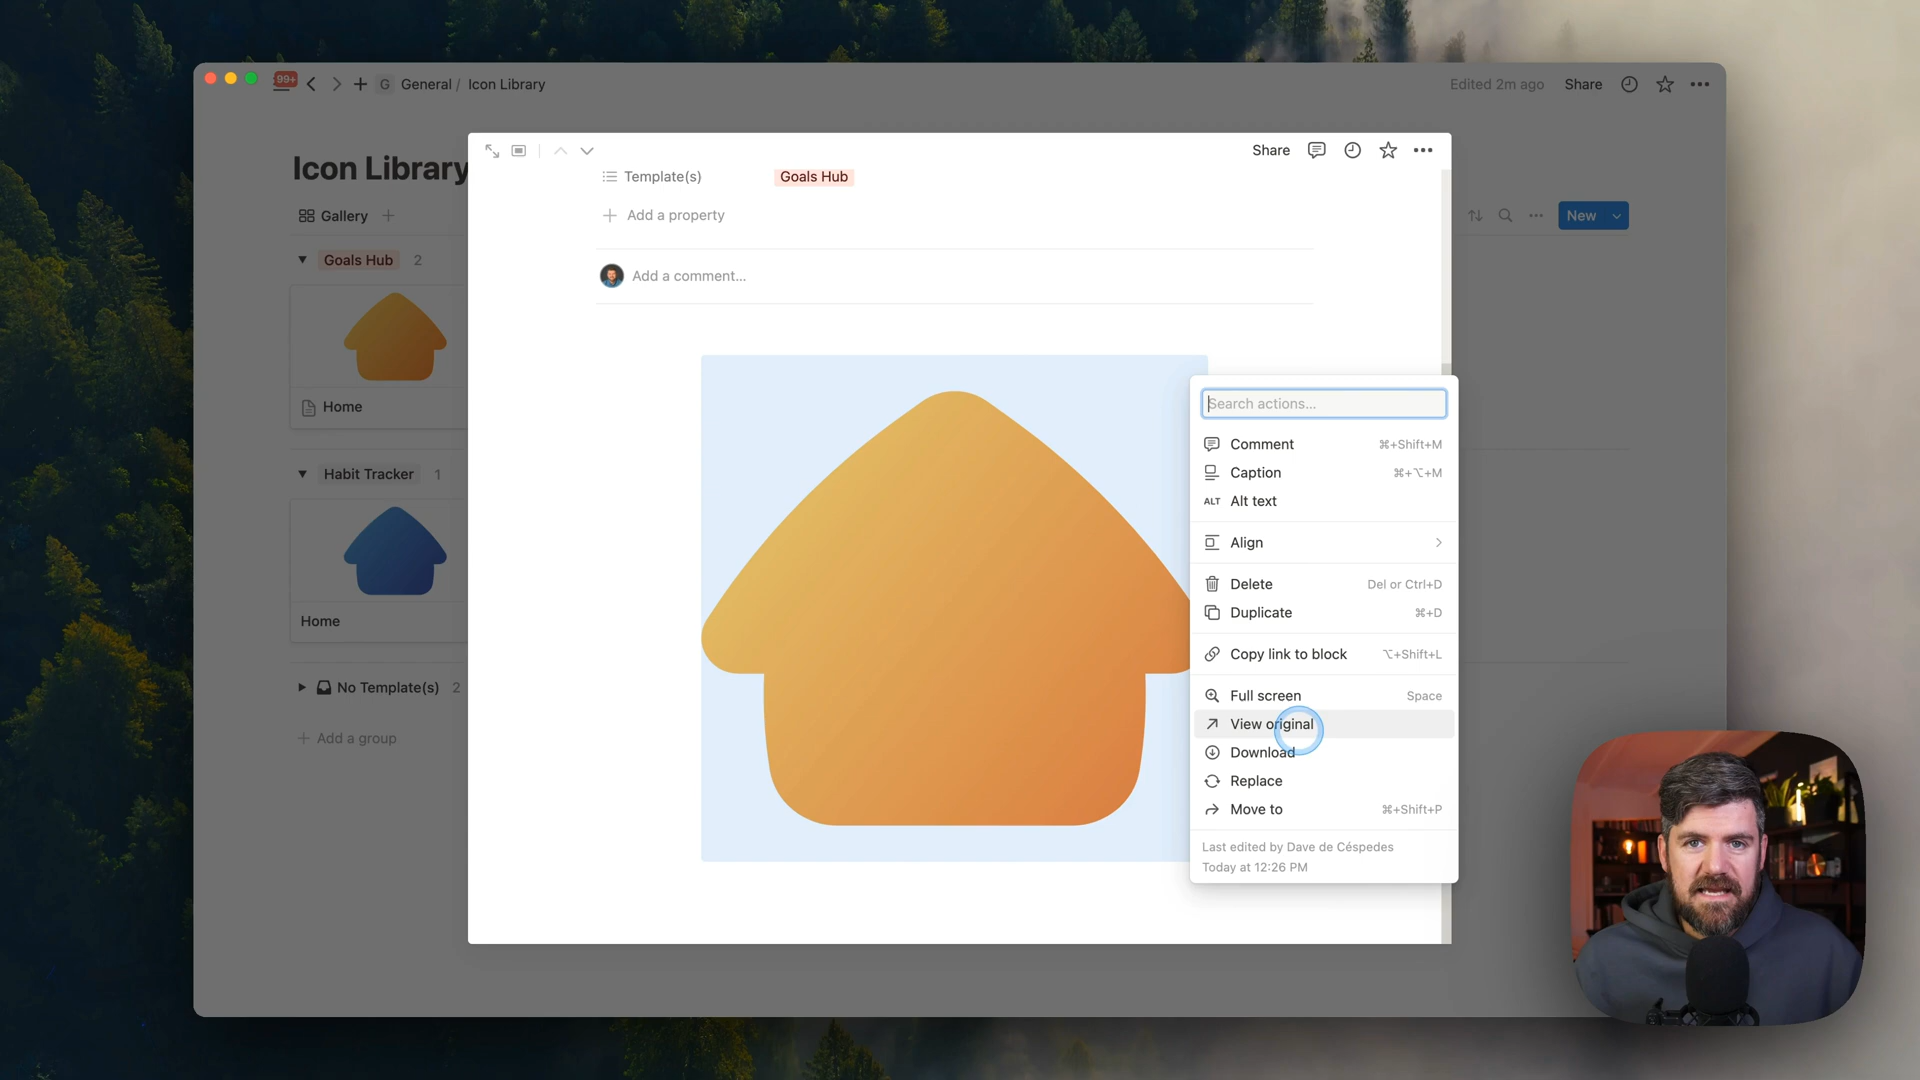 99+
G General / Icon Library
Edited 2m ago Share
Icon Library
Gallery
New
Goals Hub 2
Home
Habit Tracker 1
Home
No Template(s) 2
Add a group
Share
Template(s) Goals Hub
Add a property
Add a comment...
Search actions...
Comment ⌘+Shift+M
Caption ⌘+⌥+M
ALT Alt text
Align
Delete Del or Ctrl+D
Duplicate ⌘+D
Copy link to block ⌥+Shift+L
Full screen Space
View original
Download
Replace
Move to ⌘+Shift+P
Last edited by Dave de Céspedes
Today at 12:26 PM